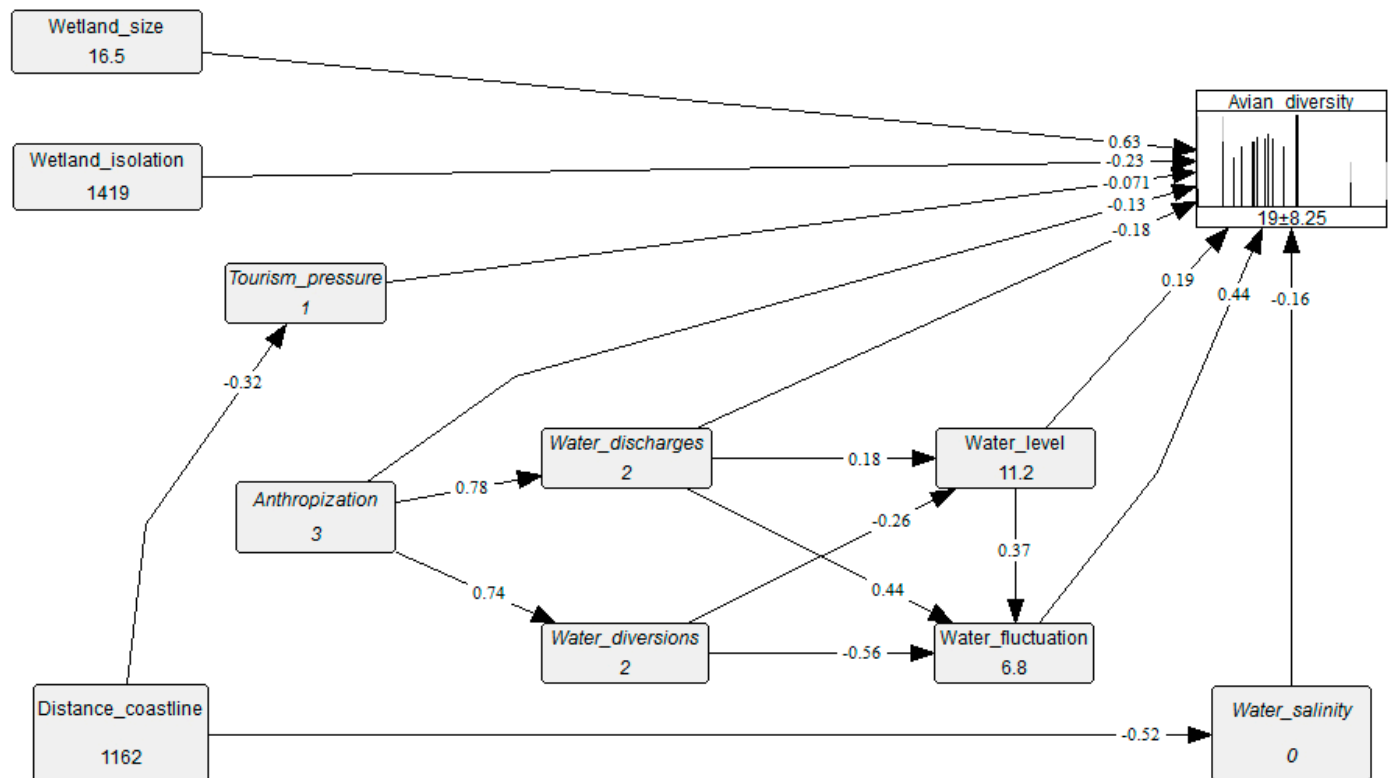 Wetland_size
16.5
Avian_diversity
0.63
Wetland_isolation
-0.23
1419
-0.071
-0.13
19±8.25
-0.18
Tourism_pressure
1
0.19
0.44
-0.16
-0.32
Water_discharges
2
0.18
Water_level
11.2
Anthropization
3
0.78
-0.26
0.37
0.74
0.44
Water_diversions
2
-0.56
Water_fluctuation
6.8
Distance_coastline
1162
-0.52
Water_salinity
0